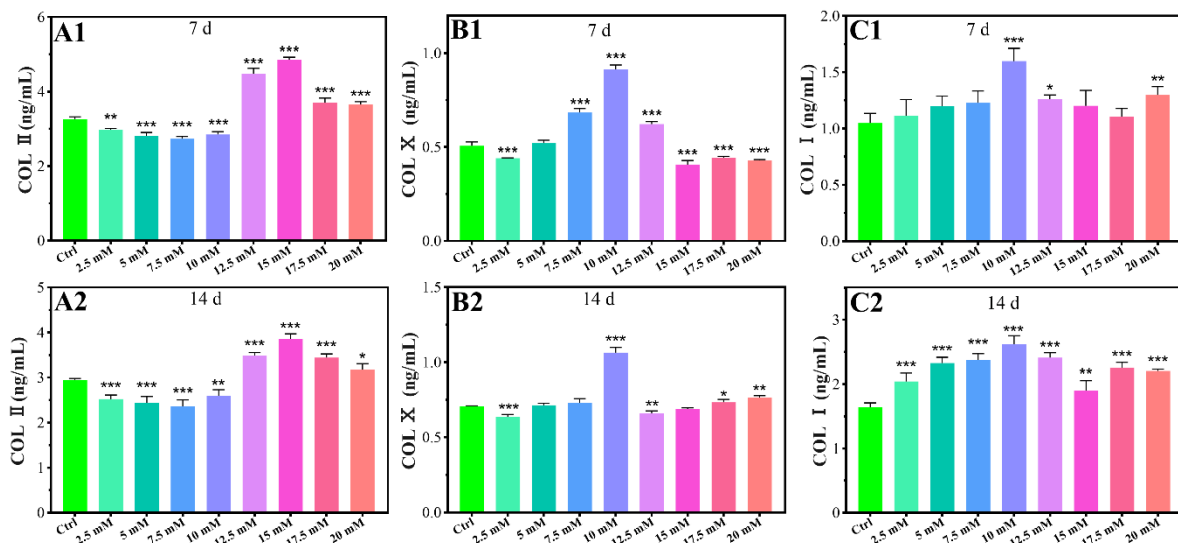 A1
7 d
COL Ⅱ (ng/mL)
6
4
2
0
** *** *** *** *** *** *** ***
Ctrl 2.5 mM 5 mM 7.5 mM 10 mM 12.5 mM 15 mM 17.5 mM 20 mM
B1
7 d
COL Ⅹ (ng/mL)
1.0
0.5
0.0
*** *** *** *** *** *** ***
Ctrl 2.5 mM 5 mM 7.5 mM 10 mM 12.5 mM 15 mM 17.5 mM 20 mM
C1
7 d
COL Ⅰ (ng/mL)
2.0
1.5
1.0
0.5
0.0
*** * **
Ctrl 2.5 mM 5 mM 7.5 mM 10 mM 12.5 mM 15 mM 17.5 mM 20 mM
A2
14 d
COL Ⅱ (ng/mL)
5
4
3
2
1
0
*** *** *** ** *** *** *** *
Ctrl 2.5 mM 5 mM 7.5 mM 10 mM 12.5 mM 15 mM 17.5 mM 20 mM
B2
14 d
COL Ⅹ (ng/mL)
1.5
1.0
0.5
0.0
*** *** ** * **
Ctrl 2.5 mM 5 mM 7.5 mM 10 mM 12.5 mM 15 mM 17.5 mM 20 mM
C2
14 d
COL Ⅰ (ng/mL)
3
2
1
0
*** *** *** *** *** ** *** ***
Ctrl 2.5 mM 5 mM 7.5 mM 10 mM 12.5 mM 15 mM 17.5 mM 20 mM